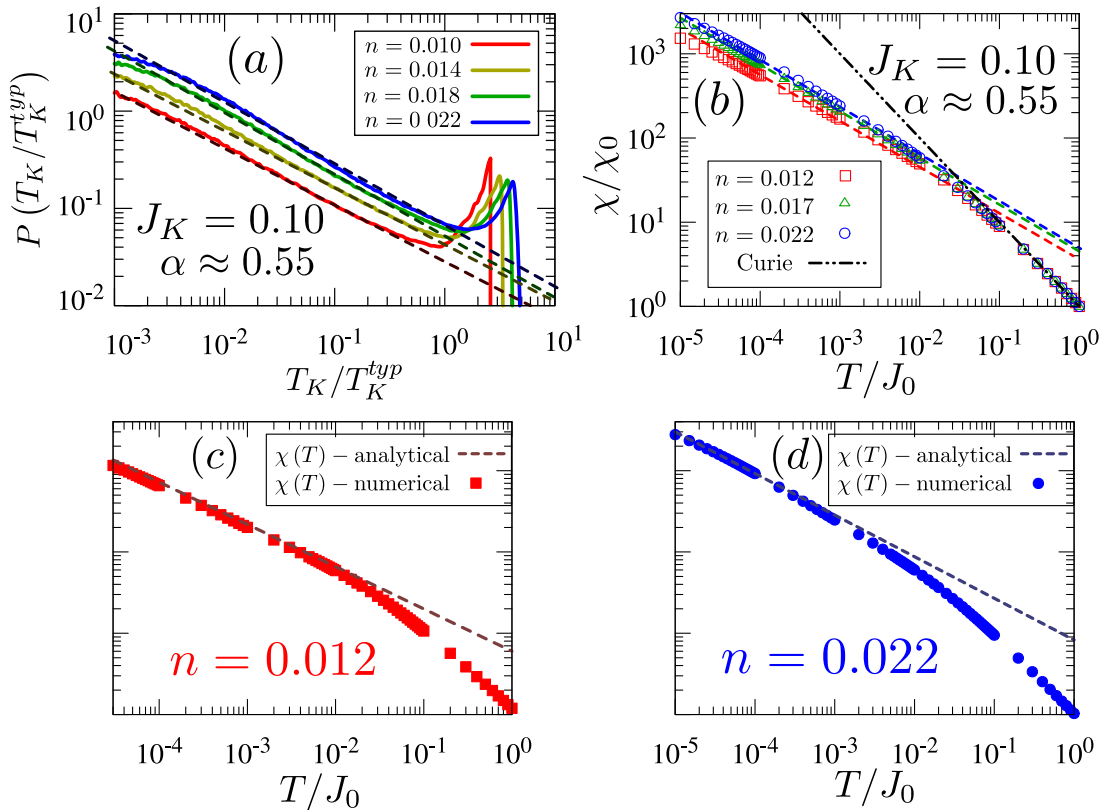 (a)
n = 0.010
n = 0.014
n = 0.018
n = 0 022
J_K = 0.10
α ≈ 0.55
P (T_K/T_K^{typ})
10^1
10^0
10^{-1}
10^{-2}
10^{-3} 10^{-2} 10^{-1} 10^0 10^1
T_K/T_K^{typ}
(b)
J_K = 0.10
α ≈ 0.55
n = 0.012
n = 0.017
n = 0.022
Curie
χ/χ_0
10^3
10^2
10^1
10^0
10^{-5} 10^{-4} 10^{-3} 10^{-2} 10^{-1} 10^0
T/J_0
(c)
χ (T) − analytical
χ (T) − numerical
n = 0.012
10^{-4} 10^{-3} 10^{-2} 10^{-1} 10^0
T/J_0
(d)
χ (T) − analytical
χ (T) − numerical
n = 0.022
10^{-5} 10^{-4} 10^{-3} 10^{-2} 10^{-1} 10^0
T/J_0